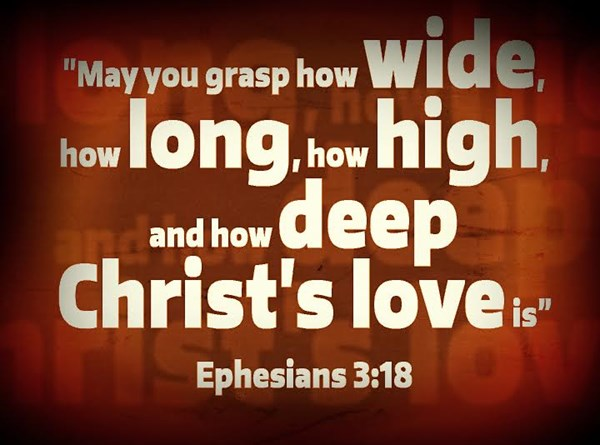 "May you grasp how wide,
how long, how high,
and how deep
Christ's love is"
Ephesians 3:18